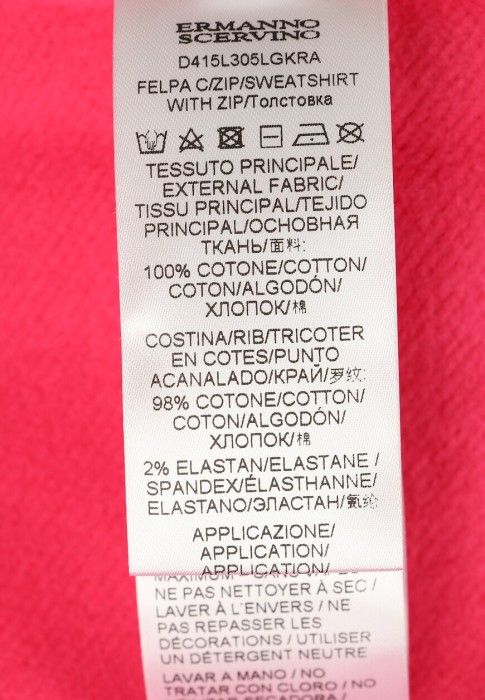 ERMANNO
SCERVINO
D415L305LGKRA
FELPA C/ZIP/SWEATSHIRT
WITH ZIP/Толстовка
TESSUTO PRINCIPALE/
EXTERNAL FABRIC/
TISSU PRINCIPAL/TEJIDO
PRINCIPAL/ОСНОВНАЯ
ТКАНЬ/面料:
100% COTONE/COTTON/
COTON/ALGODÓN/
ХЛОПОК/棉
COSTINA/RIB/TRICOTER
EN COTES/PUNTO
ACANALADO/КРАЙ/罗纹:
98% COTONE/COTTON/
COTON/ALGODÓN/
ХЛОПОК/棉
2% ELASTAN/ELASTANE /
SPANDEX/ÉLASTHANNE/
ELASTANO/ЭЛАСТАН/氨纶
APPLICAZIONE/
APPLICATION/
APPLICATION/
NE PAS NETTOYER À SEC /
LAVER À L'ENVERS / NE
PAS REPASSER LES
DÉCORATIONS / UTILISER
UN DÉTERGENT NEUTRE
LAVAR A MANO / NO
TRATAR CON CLORO / NO